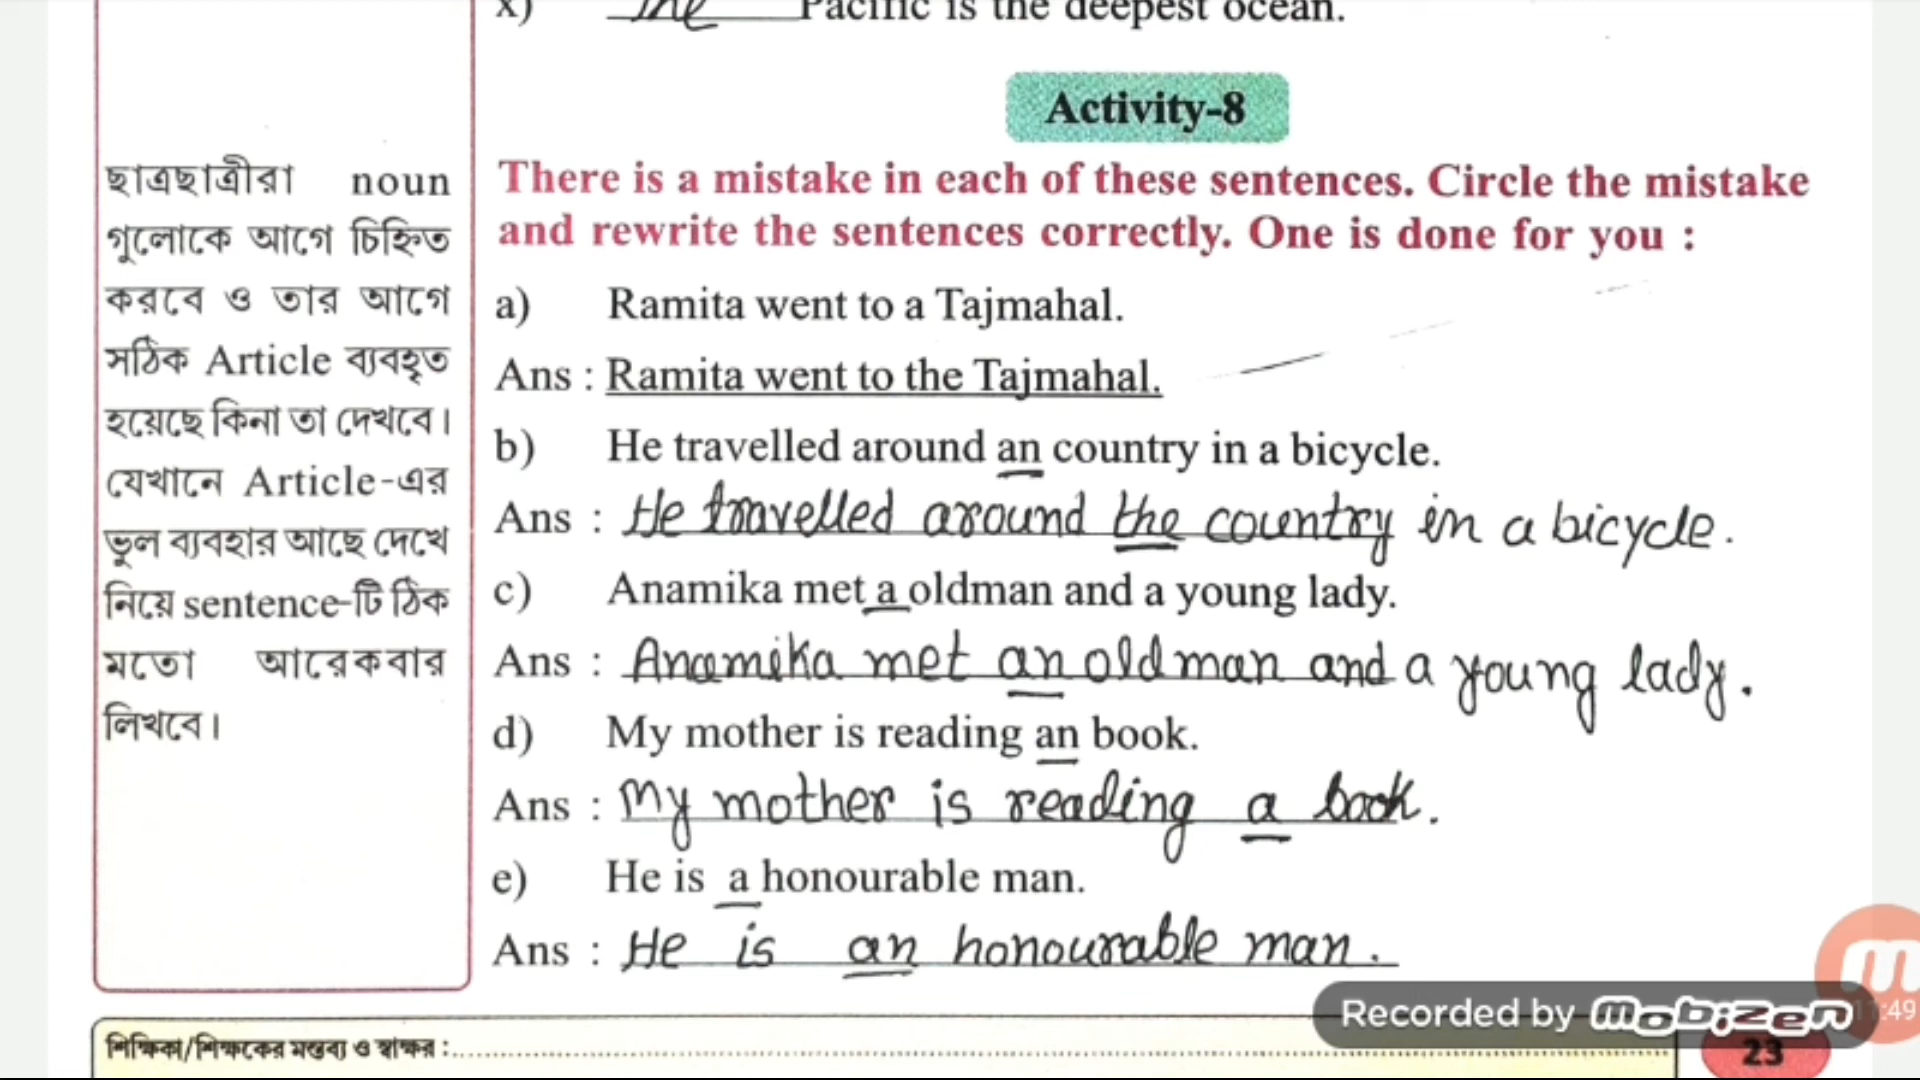 x) The Pacific is the deepest ocean.
Activity-8
ছাত্রছাত্রীরা noun
গুলোকে আগে চিহ্নিত
করবে ও তার আগে
সঠিক Article ব্যবহৃত
হয়েছে কিনা তা দেখবে।
যেখানে Article-এর
ভুল ব্যবহার আছে দেখে
নিয়ে sentence-টি ঠিক
মতো আরেকবার
লিখবে।
There is a mistake in each of these sentences. Circle the mistake
and rewrite the sentences correctly. One is done for you :
a) Ramita went to a Tajmahal.
Ans : Ramita went to the Tajmahal.
b) He travelled around an country in a bicycle.
Ans : He travelled around the country in a bicycle.
c) Anamika met a oldman and a young lady.
Ans : Anamika met an old man and a young lady.
d) My mother is reading an book.
Ans : My mother is reading a book.
e) He is a honourable man.
Ans : He is an honourable man.
Recorded by mobizen
শিক্ষিকা/শিক্ষকের মন্তব্য ও স্বাক্ষর :
23